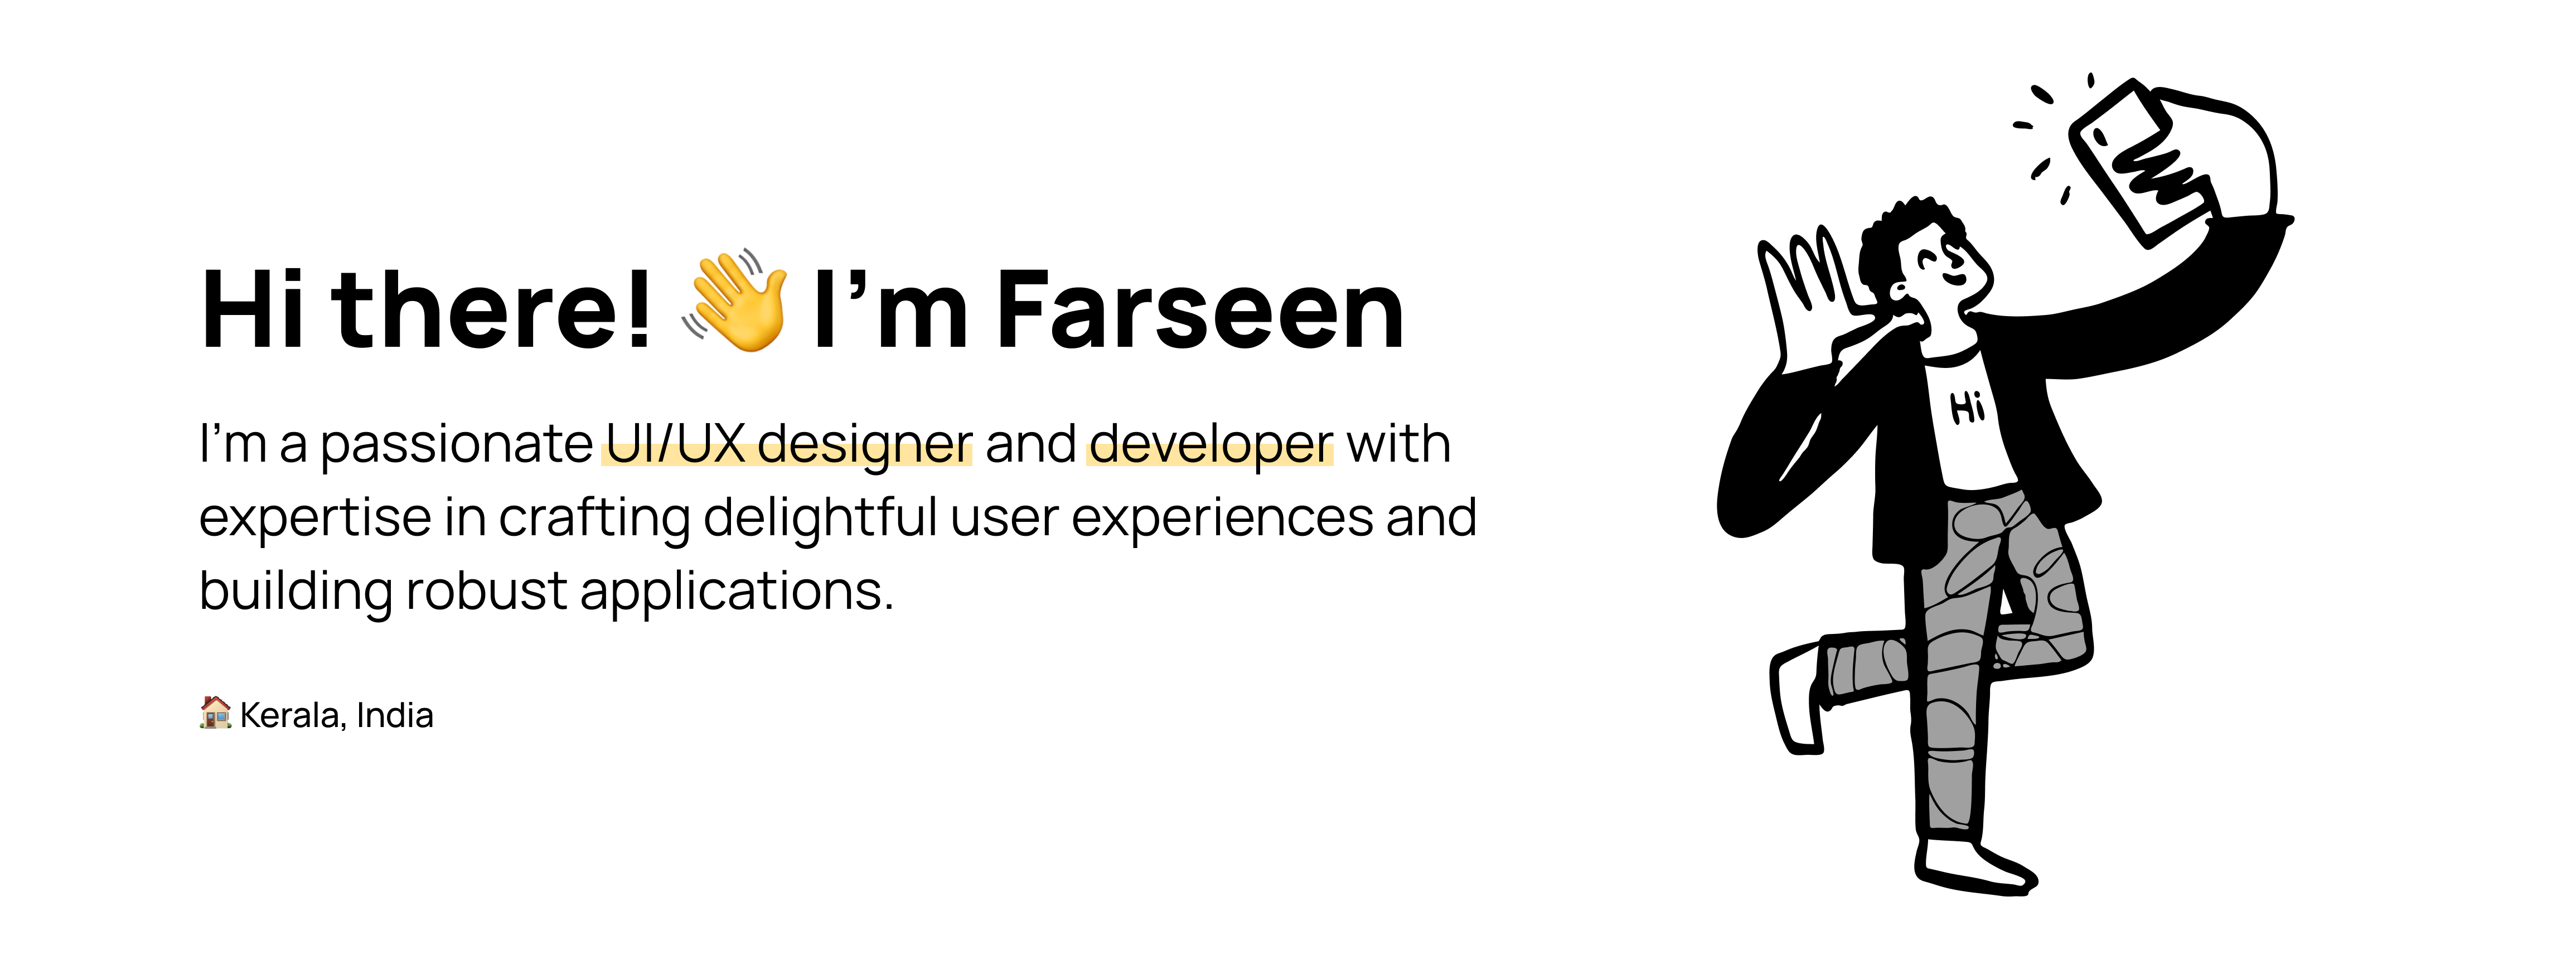 Hi there! 👋 I’m Farseen
I’m a passionate UI/UX designer and developer with
expertise in crafting delightful user experiences and
building robust applications.
🏠 Kerala, India
Hi